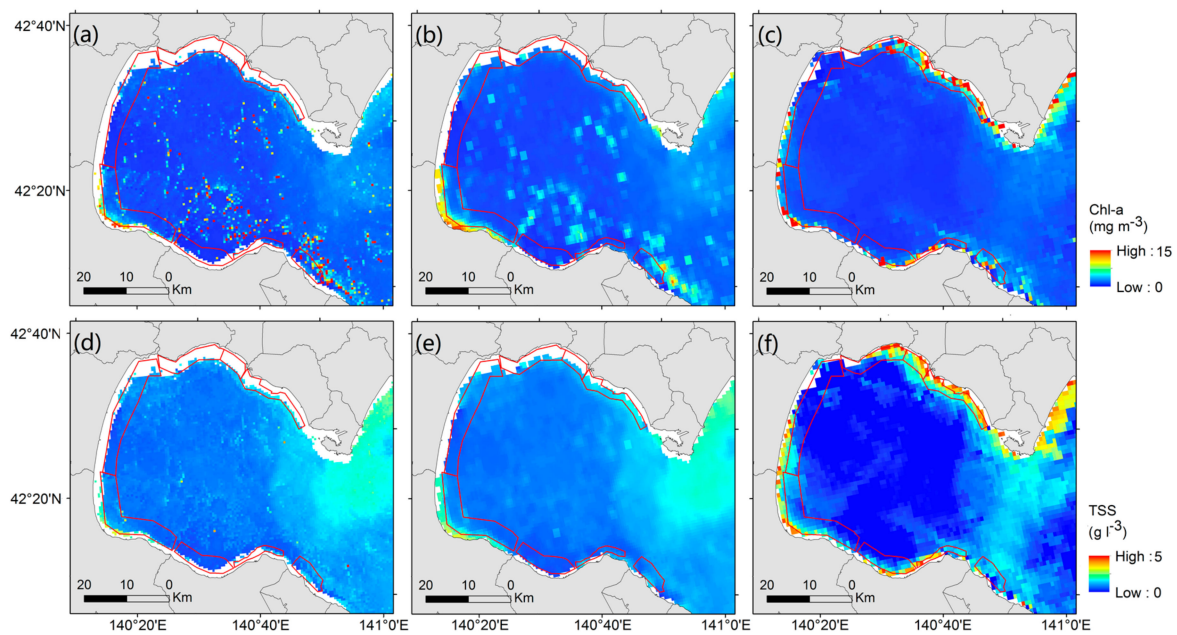 (a) (b) (c)
42°40'N
42°20'N
Chl-a
(mg m⁻³)
High : 15
Low : 0
20 10 0 Km
20 10 0 Km
20 10 0 Km
(d) (e) (f)
42°40'N
42°20'N
TSS
(g l⁻³)
High : 5
Low : 0
20 10 0 Km
20 10 0 Km
20 10 0 Km
140°20'E 140°40'E 141°0'E 140°20'E 140°40'E 141°0'E 140°20'E 140°40'E 141°0'E